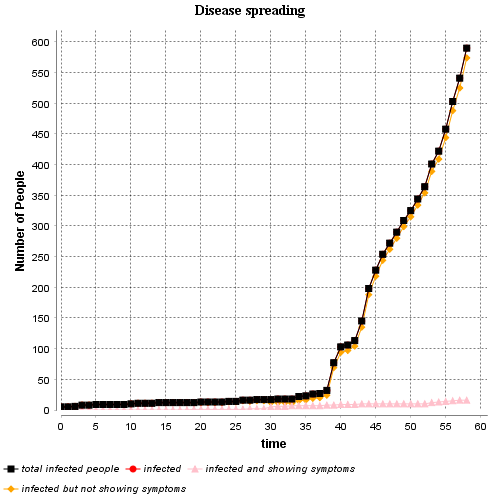 Disease spreading
Number of People
600
550
500
450
400
350
300
250
200
150
100
50
0
0 5 10 15 20 25 30 35 40 45 50 55 60
time
total infected people infected infected and showing symptoms
infected but not showing symptoms